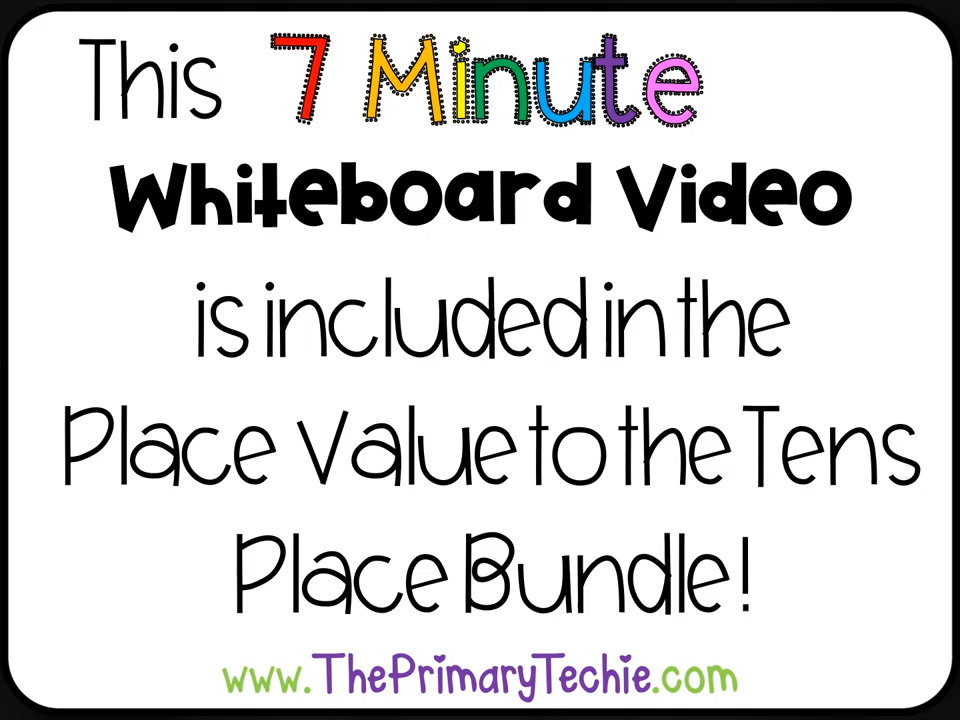 This 7 Minute
Whiteboard Video
is included in the
Place Value to the Tens
Place Bundle!
www.ThePrimaryTechie.com